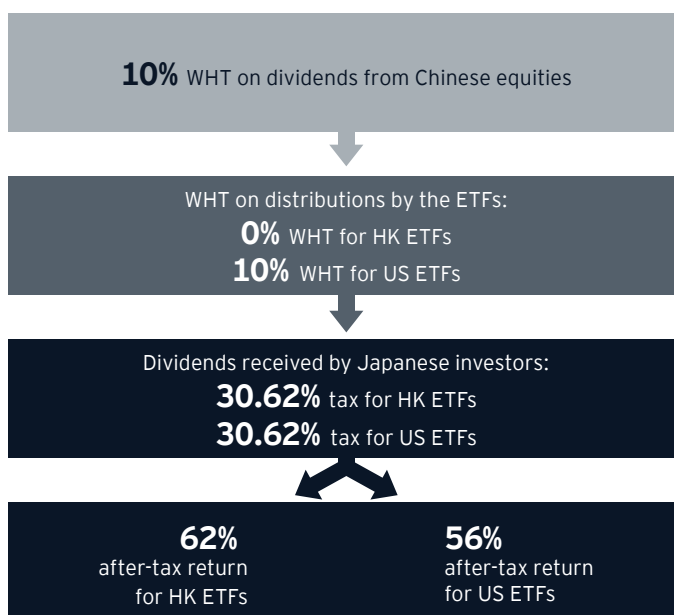 10% WHT on dividends from Chinese equities
WHT on distributions by the ETFs:
0% WHT for HK ETFs
10% WHT for US ETFs
Dividends received by Japanese investors:
30.62% tax for HK ETFs
30.62% tax for US ETFs
62%
after-tax return
for HK ETFs
56%
after-tax return
for US ETFs